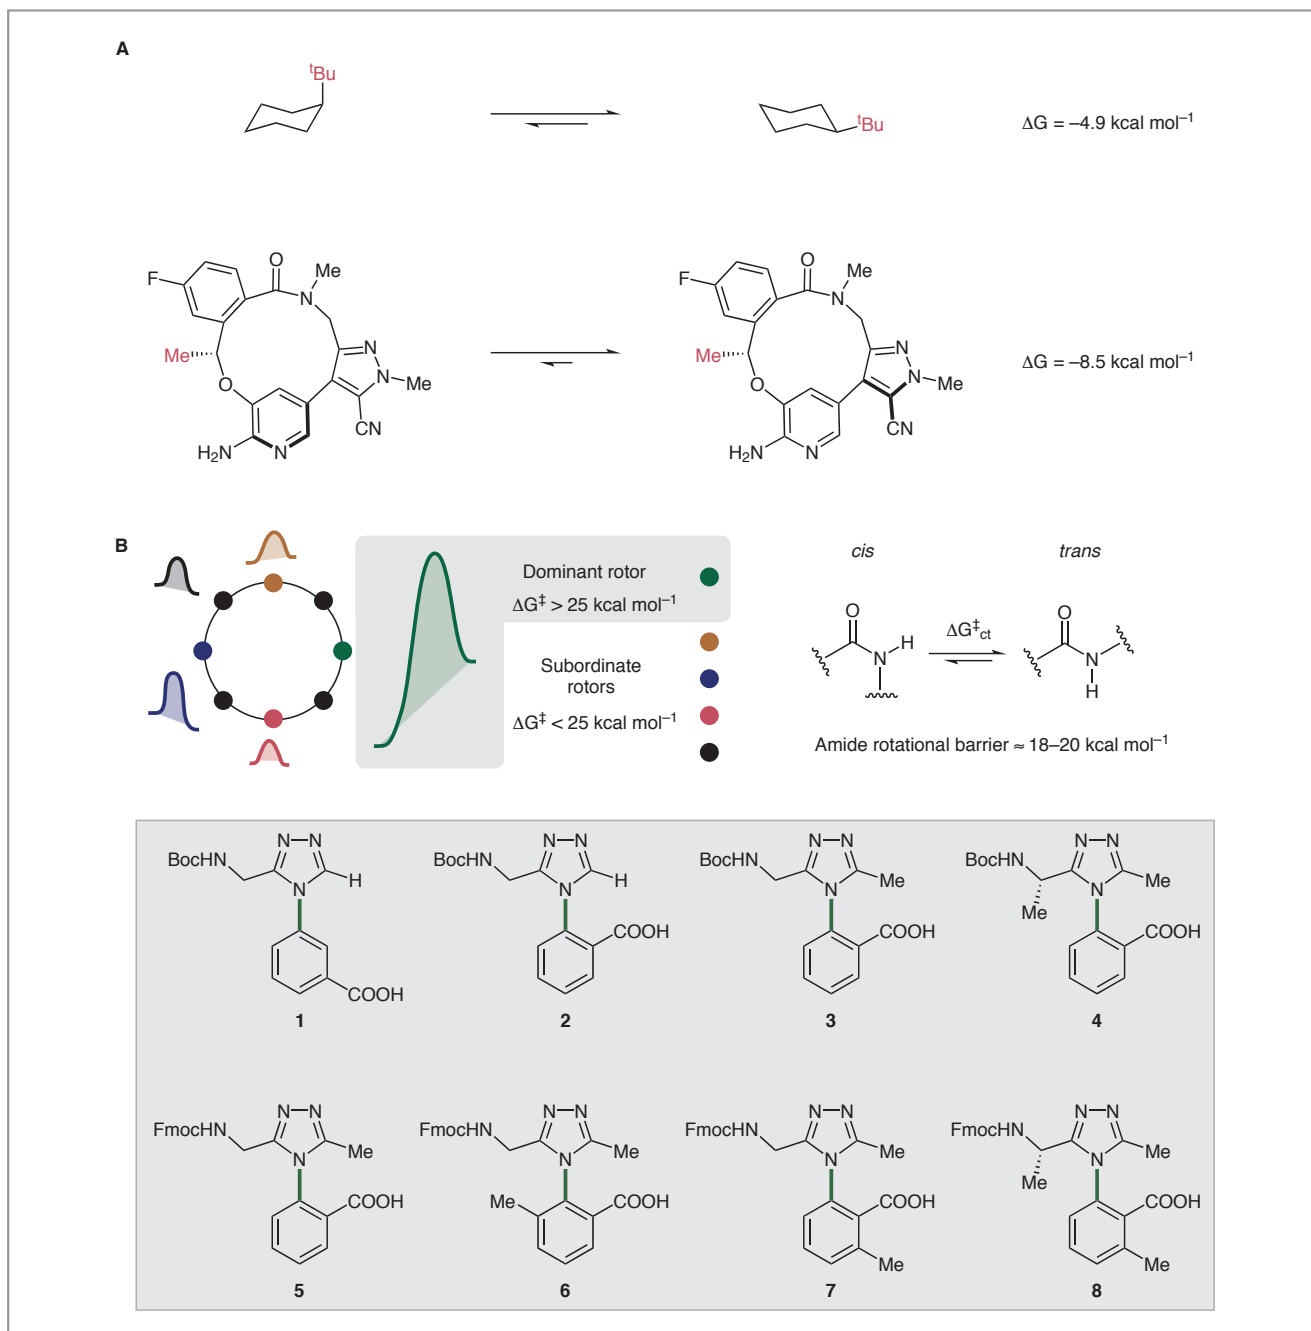 A
ᵗBu
ᵗBu
ΔG = –4.9 kcal mol⁻¹
F
O
Me
N
Me
O
N
N
Me
CN
H₂N
N
F
O
Me
N
Me
O
N
N
Me
CN
H₂N
N
ΔG = –8.5 kcal mol⁻¹
B
Dominant rotor
ΔG‡ > 25 kcal mol⁻¹
Subordinate
rotors
ΔG‡ < 25 kcal mol⁻¹
cis
trans
O
N
H
ΔG‡ct
O
N
H
Amide rotational barrier ≈ 18–20 kcal mol⁻¹
N N
BocHN
N
H
COOH
1
N N
BocHN
N
H
COOH
2
N N
BocHN
N
Me
COOH
3
N N
BocHN
N
Me
Me
COOH
4
N N
FmocHN
N
Me
COOH
5
N N
FmocHN
N
Me
Me
COOH
6
N N
FmocHN
N
Me
COOH
Me
7
N N
FmocHN
N
Me
Me
COOH
Me
8